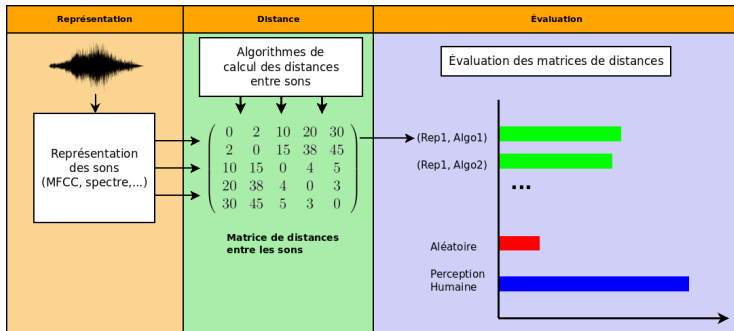 Représentation
Distance
Évaluation
Algorithmes de
calcul des distances
entre sons
Évaluation des matrices de distances
Représentation
des sons
(MFCC, spectre,...)
0 2 10 20 30
2 0 15 38 45
10 15 0 4 5
20 38 4 0 3
30 45 5 3 0
Matrice de distances
entre les sons
(Rep1, Algo1)
(Rep1, Algo2)
...
Aléatoire
Perception
Humaine